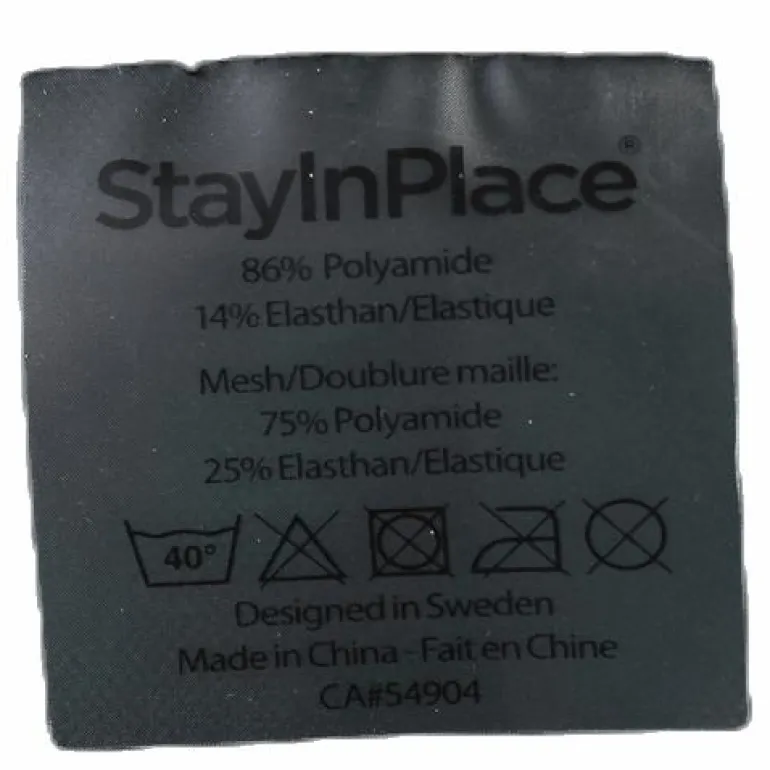 StayInPlace®
86% Polyamide
14% Elasthan/Elastique
Mesh/Doublure maille:
75% Polyamide
25% Elasthan/Elastique
40°
Designed in Sweden
Made in China - Fait en Chine
CA#54904